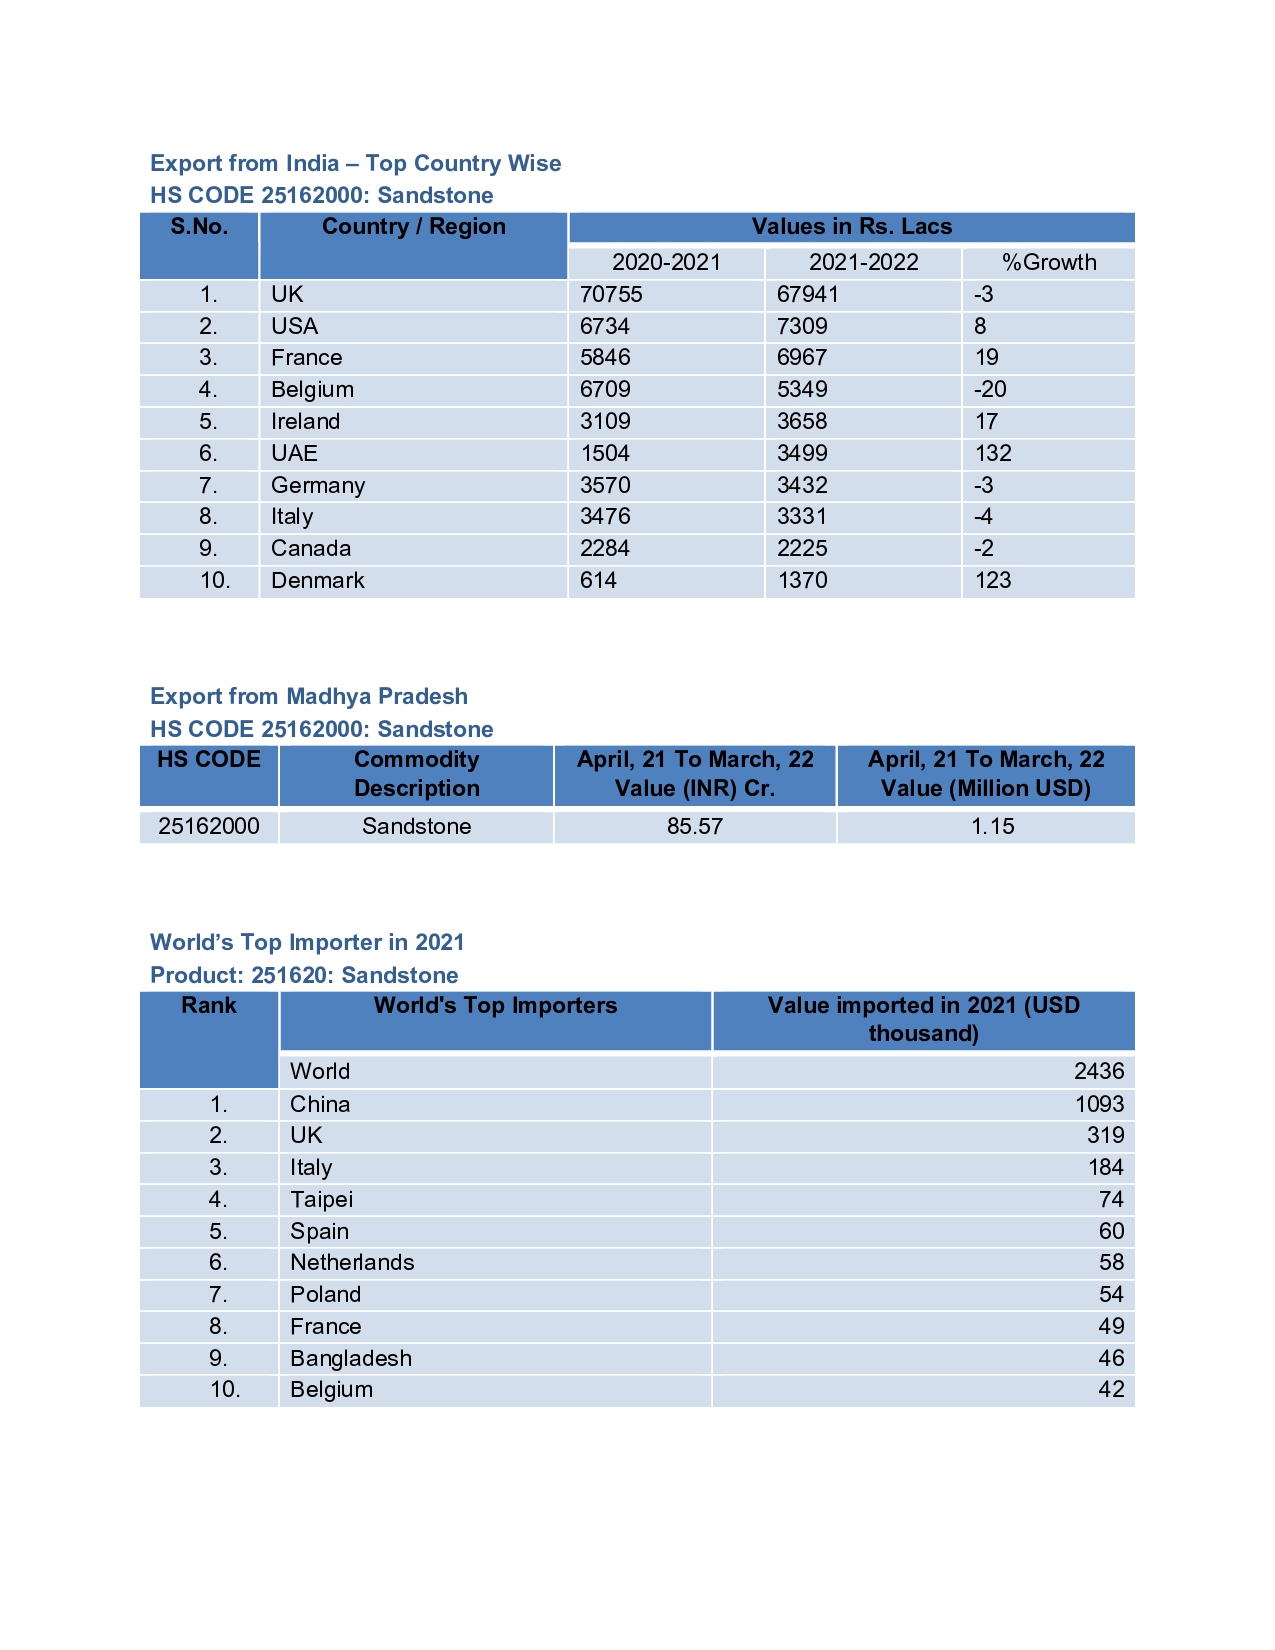 Export from India – Top Country Wise
HS CODE 25162000: Sandstone
S.No. Country / Region Values in Rs. Lacs
2020-2021 2021-2022 %Growth
1. UK 70755 67941 -3
2. USA 6734 7309 8
3. France 5846 6967 19
4. Belgium 6709 5349 -20
5. Ireland 3109 3658 17
6. UAE 1504 3499 132
7. Germany 3570 3432 -3
8. Italy 3476 3331 -4
9. Canada 2284 2225 -2
10. Denmark 614 1370 123
Export from Madhya Pradesh
HS CODE 25162000: Sandstone
HS CODE Commodity April, 21 To March, 22 April, 21 To March, 22
Description Value (INR) Cr. Value (Million USD)
25162000 Sandstone 85.57 1.15
World’s Top Importer in 2021
Product: 251620: Sandstone
Rank World's Top Importers Value imported in 2021 (USD
thousand)
World 2436
1. China 1093
2. UK 319
3. Italy 184
4. Taipei 74
5. Spain 60
6. Netherlands 58
7. Poland 54
8. France 49
9. Bangladesh 46
10. Belgium 42